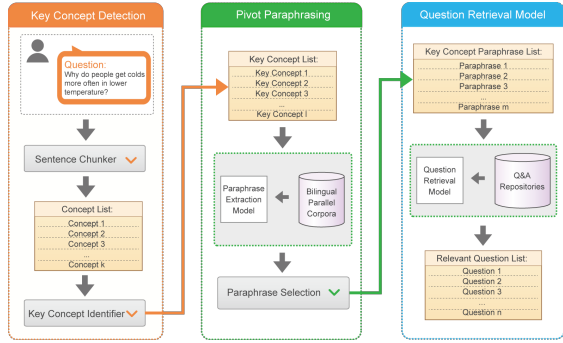 Key Concept Detection
Question:
Why do people get colds
more often in lower
temperature?
Sentence Chunker
Concept List:
Concept 1
Concept 2
Concept 3
...
Concept k
Key Concept Identifier
Pivot Paraphrasing
Key Concept List:
Key Concept 1
Key Concept 2
Key Concept 3
...
Key Concept l
Paraphrase
Extraction
Model
Bilingual
Parallel
Corpora
Paraphrase Selection
Question Retrieval Model
Key Concept Paraphrase List:
Paraphrase 1
Paraphrase 2
Paraphrase 3
...
Paraphrase m
Question
Retrieval
Model
Q&A
Repositories
Relevant Question List:
Question 1
Question 2
Question 3
...
Question n